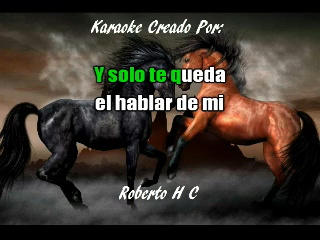 Karaoke Creado Por:
Y solo te queda
el hablar de mi
Roberto H C